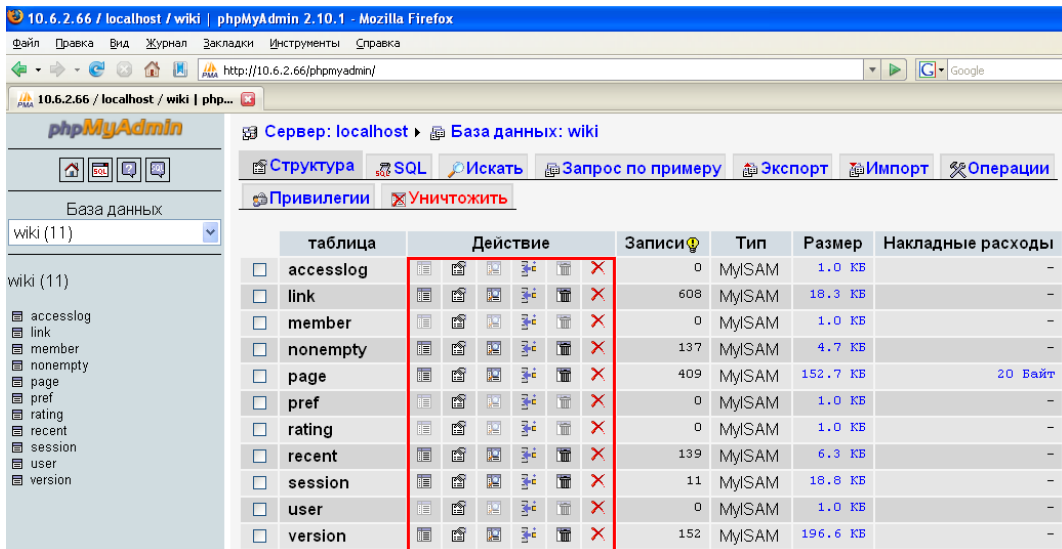 10.6.2.66 / localhost / wiki | phpMyAdmin 2.10.1 - Mozilla Firefox
Файл Правка Вид Журнал Закладки Инструменты Справка
http://10.6.2.66/phpmyadmin/ G Google
PMA 10.6.2.66 / localhost / wiki | php...
phpMyAdmin
SQL
База данных
wiki (11)
wiki (11)
accesslog
link
member
nonempty
page
pref
rating
recent
session
user
version
Сервер: localhost База данных: wiki
Структура SQL Искать Запрос по примеру Экспорт Импорт Операции
Привилегии Уничтожить
таблица Действие Записи Тип Размер Накладные расходы
accesslog 0 MyISAM 1.0 КБ -
link 608 MyISAM 18.3 КБ -
member 0 MyISAM 1.0 КБ -
nonempty 137 MyISAM 4.7 КБ -
page 409 MyISAM 152.7 КБ 20 Байт
pref 0 MyISAM 1.0 КБ -
rating 0 MyISAM 1.0 КБ -
recent 139 MyISAM 6.3 КБ -
session 11 MyISAM 18.8 КБ -
user 0 MyISAM 1.0 КБ -
version 152 MyISAM 196.6 КБ -